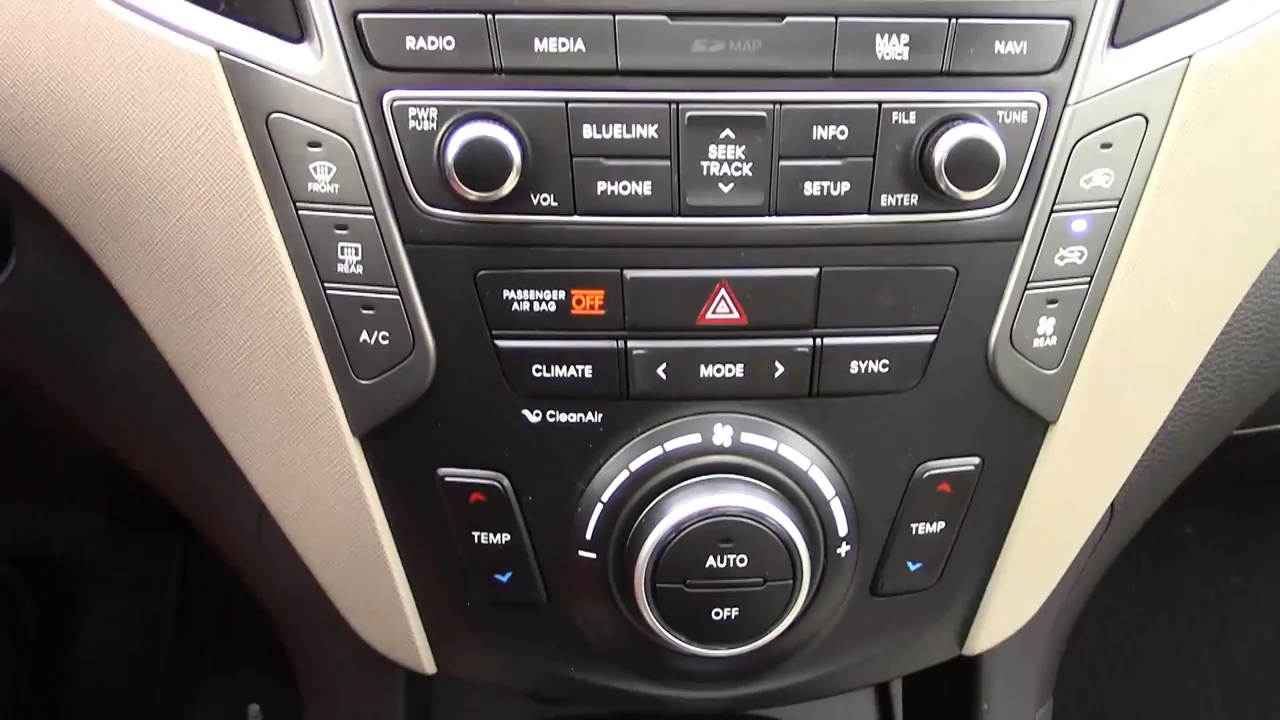 RADIO
MEDIA
SD MAP
MAP
VOICE
NAVI
PWR
PUSH
VOL
BLUELINK
PHONE
SEEK
TRACK
INFO
SETUP
FILE
TUNE
ENTER
FRONT
REAR
A/C
REAR
PASSENGER
AIR BAG
OFF
CLIMATE
< MODE >
SYNC
CleanAir
TEMP
- +
AUTO
OFF
TEMP